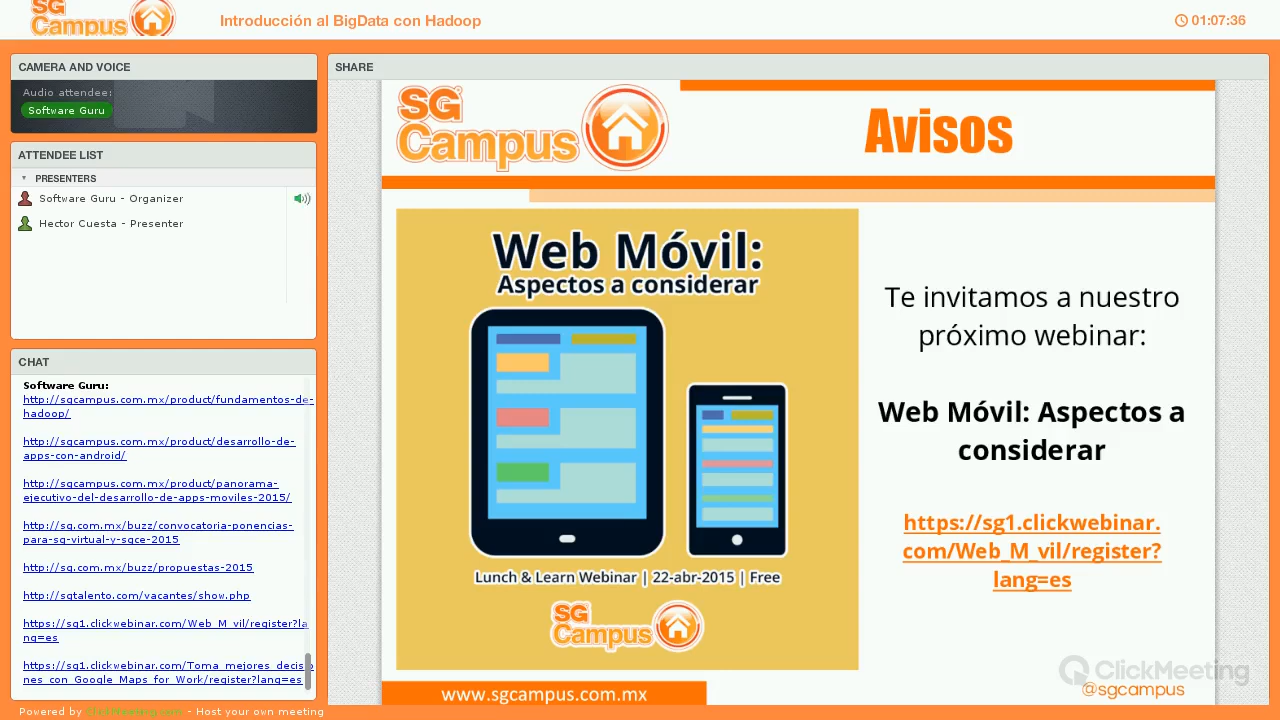 SG
Campus
Introducción al BigData con Hadoop
01:07:36
CAMERA AND VOICE
Audio attendee:
Software Guru
ATTENDEE LIST
PRESENTERS
Software Guru - Organizer
Hector Cuesta - Presenter
CHAT
Software Guru:
http://sgcampus.com.mx/product/fundamentos-de-
hadoop/
http://sgcampus.com.mx/product/desarrollo-de-
apps-con-android/
http://sgcampus.com.mx/product/panorama-
ejecutivo-del-desarrollo-de-apps-moviles-2015/
http://sg.com.mx/buzz/convocatoria-ponencias-
para-sg-virtual-y-sgce-2015
http://sg.com.mx/buzz/propuestas-2015
http://sgtalento.com/vacantes/show.php
https://sg1.clickwebinar.com/Web_M_vil/register?la
ng=es
https://sg1.clickwebinar.com/Toma_mejores_decisio
nes_con_Google_Maps_for_Work/register?lang=es
Powered by ClickMeeting.com - Host your own meeting
SHARE
SG
Campus
Avisos
Web Móvil:
Aspectos a considerar
Lunch & Learn Webinar | 22-abr-2015 | Free
SG
Campus
Te invitamos a nuestro
próximo webinar:
Web Móvil: Aspectos a
considerar
https://sg1.clickwebinar.
com/Web_M_vil/register?
lang=es
www.sgcampus.com.mx
ClickMeeting
@sgcampus